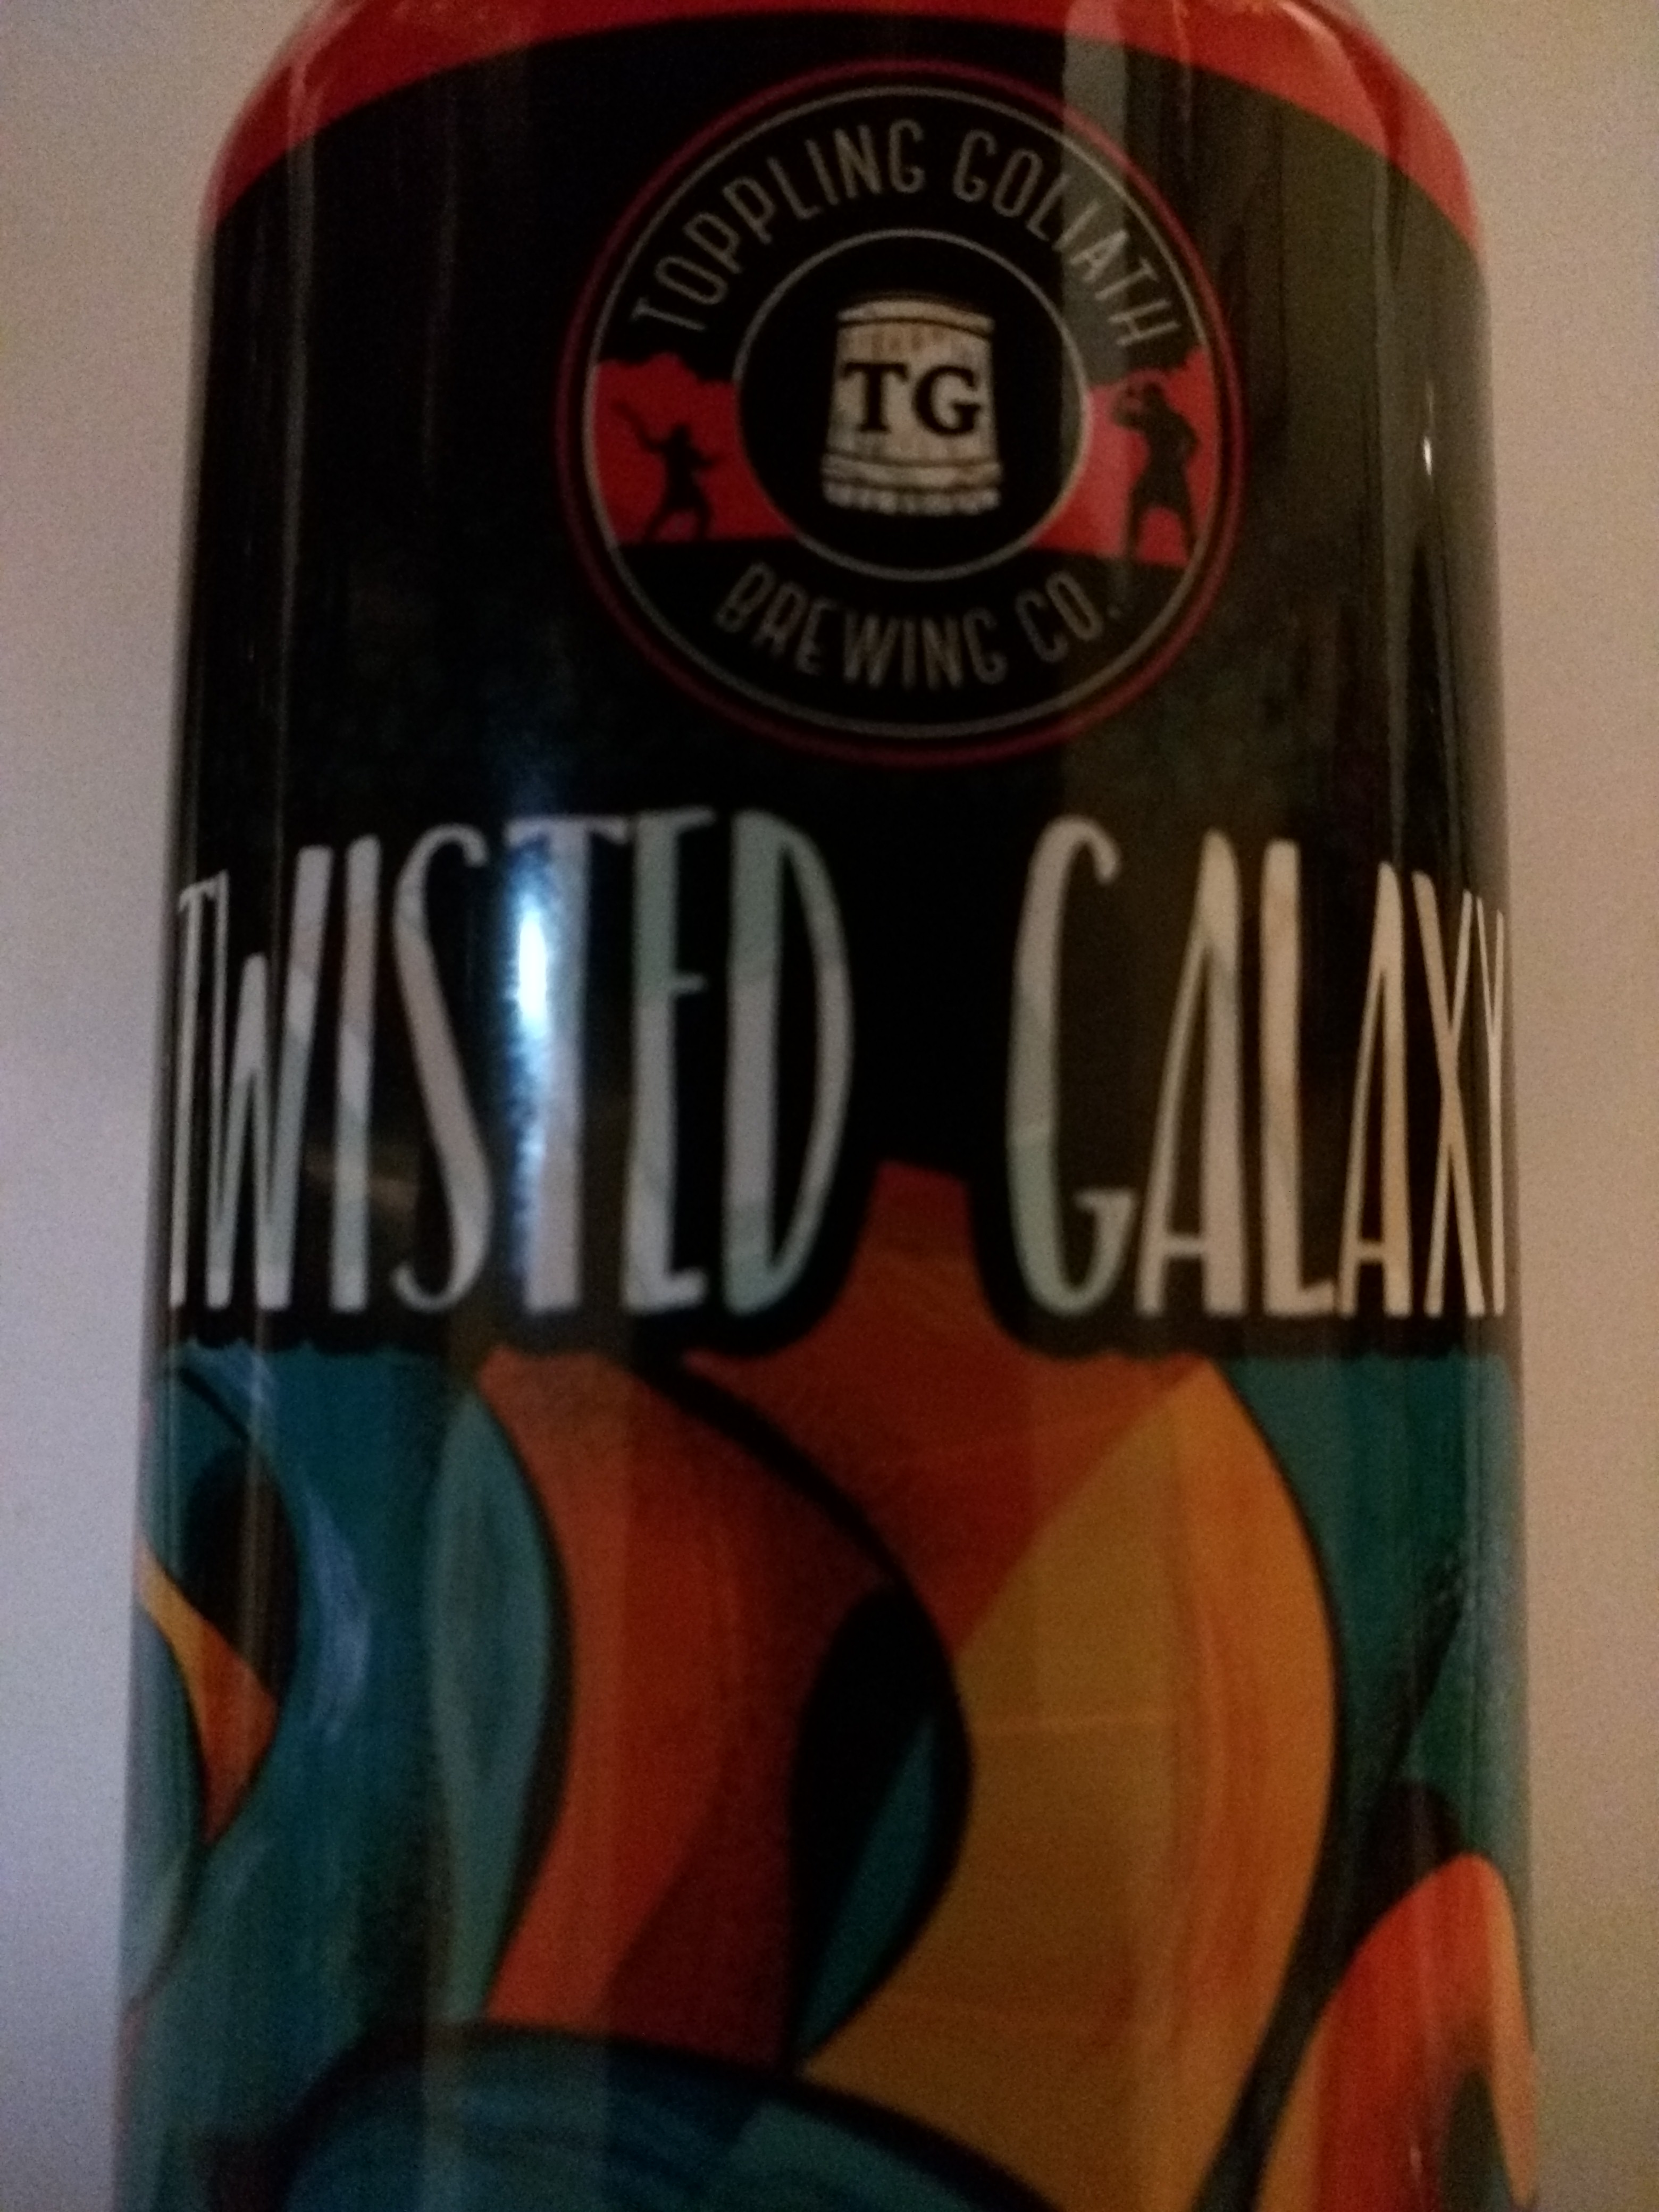 TOPPLING GOLIATH
TG
BREWING CO.
TWISTED GALAXY